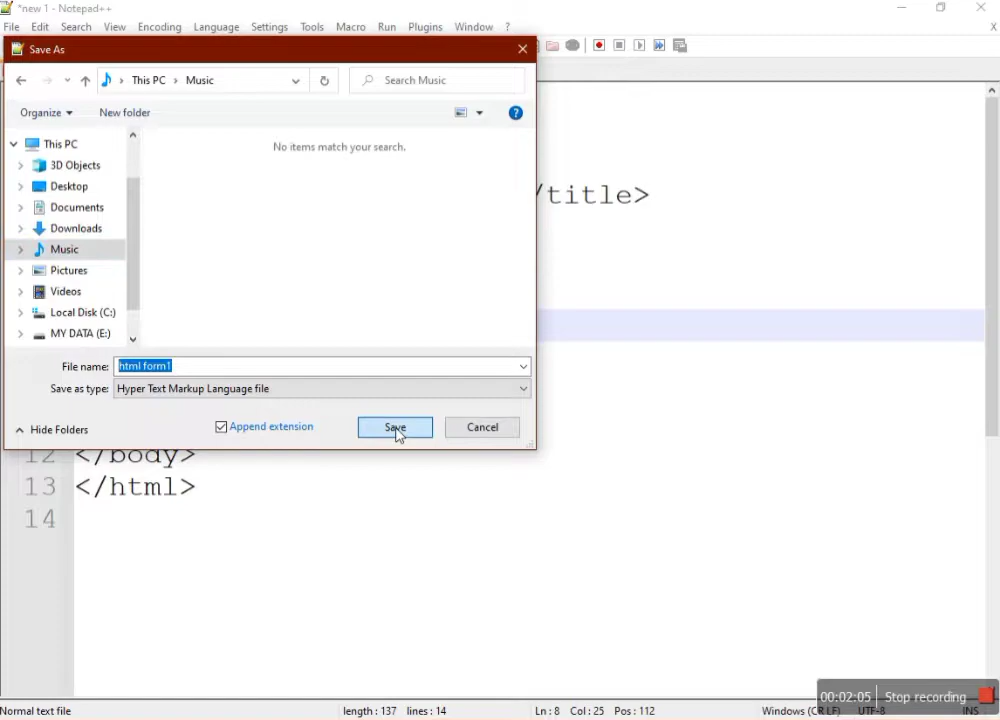 *new 1 - Notepad++
File Edit Search View Encoding Language Settings Tools Macro Run Plugins Window ? X
Save As
This PC > Music
Search Music
Organize New folder
This PC
3D Objects
Desktop
Documents
Downloads
Music
Pictures
Videos
Local Disk (C:)
MY DATA (E:)
No items match your search.
File name: html form1
Save as type: Hyper Text Markup Language file
Hide Folders
Append extension
Save
Cancel
/title>
12 </body>
13 </html>
14
00:02:05 Stop recording
Normal text file length : 137 lines : 14 Ln : 8 Col : 25 Pos : 112 Windows (CR LF) UTF-8 INS